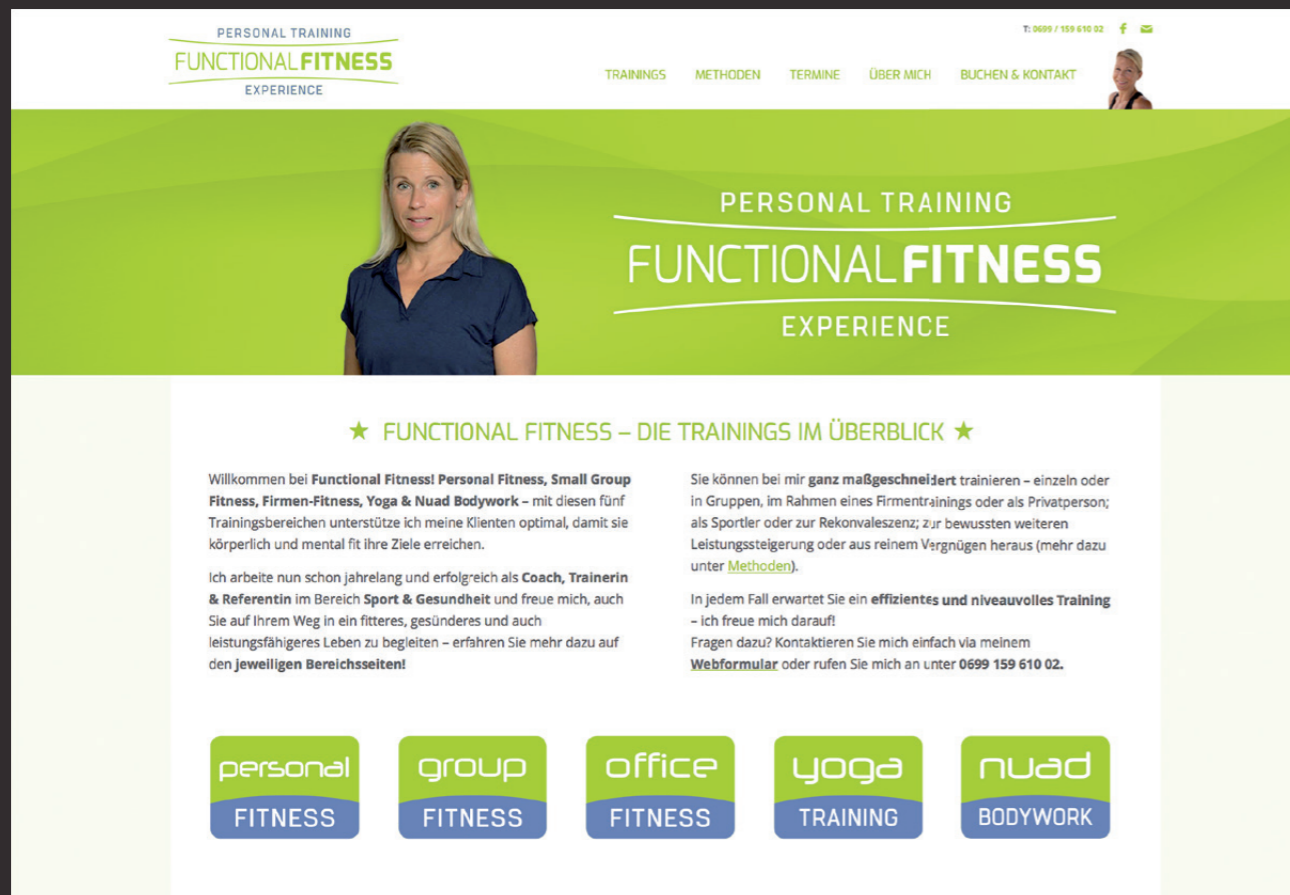 PERSONAL TRAINING
FUNCTIONALFITNESS
EXPERIENCE
T: 0699 / 159 610 02
TRAININGS METHODEN TERMINE ÜBER MICH BUCHEN & KONTAKT
PERSONAL TRAINING
FUNCTIONALFITNESS
EXPERIENCE
★ FUNCTIONAL FITNESS – DIE TRAININGS IM ÜBERBLICK ★
Willkommen bei Functional Fitness! Personal Fitness, Small Group
Fitness, Firmen-Fitness, Yoga & Nuad Bodywork – mit diesen fünf
Trainingsbereichen unterstütze ich meine Klienten optimal, damit sie
körperlich und mental fit ihre Ziele erreichen.
Ich arbeite nun schon jahrelang und erfolgreich als Coach, Trainerin
& Referentin im Bereich Sport & Gesundheit und freue mich, auch
Sie auf Ihrem Weg in ein fitteres, gesünderes und auch
leistungsfähigeres Leben zu begleiten – erfahren Sie mehr dazu auf
den jeweiligen Bereichsseiten!
Sie können bei mir ganz maßgeschneidert trainieren – einzeln oder
in Gruppen, im Rahmen eines Firmentrainings oder als Privatperson;
als Sportler oder zur Rekonvaleszenz; zur bewussten weiteren
Leistungssteigerung oder aus reinem Vergnügen heraus (mehr dazu
unter Methoden).
In jedem Fall erwartet Sie ein effizientes und niveauvolles Training
– ich freue mich darauf!
Fragen dazu? Kontaktieren Sie mich einfach via meinem
Webformular oder rufen Sie mich an unter 0699 159 610 02.
personal
FITNESS
group
FITNESS
office
FITNESS
yoga
TRAINING
nuad
BODYWORK